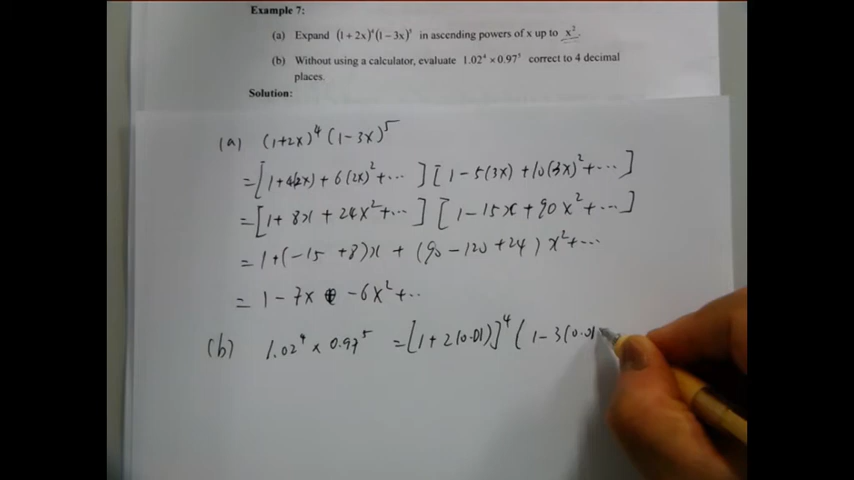 Example 7:
(a) Expand (1+2x)⁴(1−3x)⁵ in ascending powers of x up to x².
(b) Without using a calculator, evaluate 1.02⁴ × 0.97⁵ correct to 4 decimal
places.
Solution:
(a) (1+2x)⁴ (1−3x)⁵
= [1+4(2x)+6(2x)²+...] [1−5(3x)+10(3x)²+...]
= [1+8x+24x²+...] [1−15x+90x²+...]
= 1+(−15+8)x+(90−120+24)x²+...
= 1−7x −6x²+...
(b) 1.02⁴ × 0.97⁵ = [1+2(0.01)]⁴ [1−3(0.01